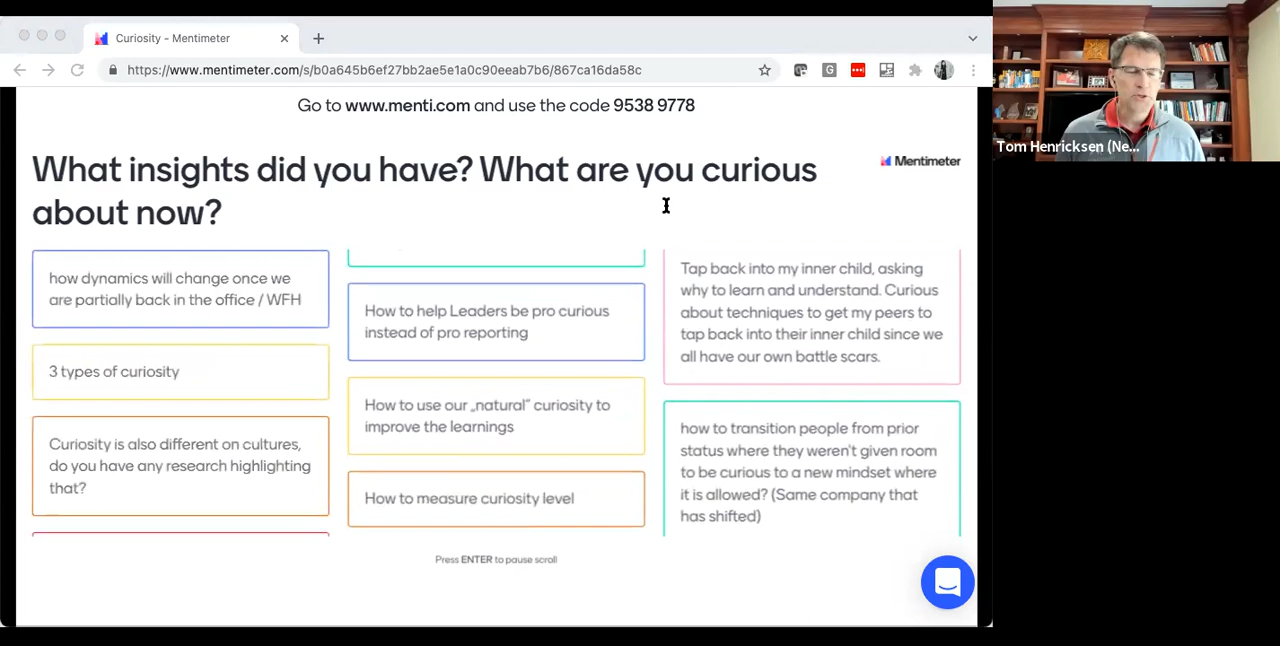 Curiosity - Mentimeter
https://www.mentimeter.com/s/b0a645b6ef27bb2ae5e1a0c90eeab7b6/867ca16da58c
Go to www.menti.com and use the code 9538 9778
What insights did you have? What are you curious
about now?
Mentimeter
how dynamics will change once we
are partially back in the office / WFH
3 types of curiosity
Curiosity is also different on cultures,
do you have any research highlighting
that?
How to help Leaders be pro curious
instead of pro reporting
How to use our „natural“ curiosity to
improve the learnings
How to measure curiosity level
Tap back into my inner child, asking
why to learn and understand. Curious
about techniques to get my peers to
tap back into their inner child since we
all have our own battle scars.
how to transition people from prior
status where they weren't given room
to be curious to a new mindset where
it is allowed? (Same company that
has shifted)
Press ENTER to pause scroll
Tom Henricksen (Ne...